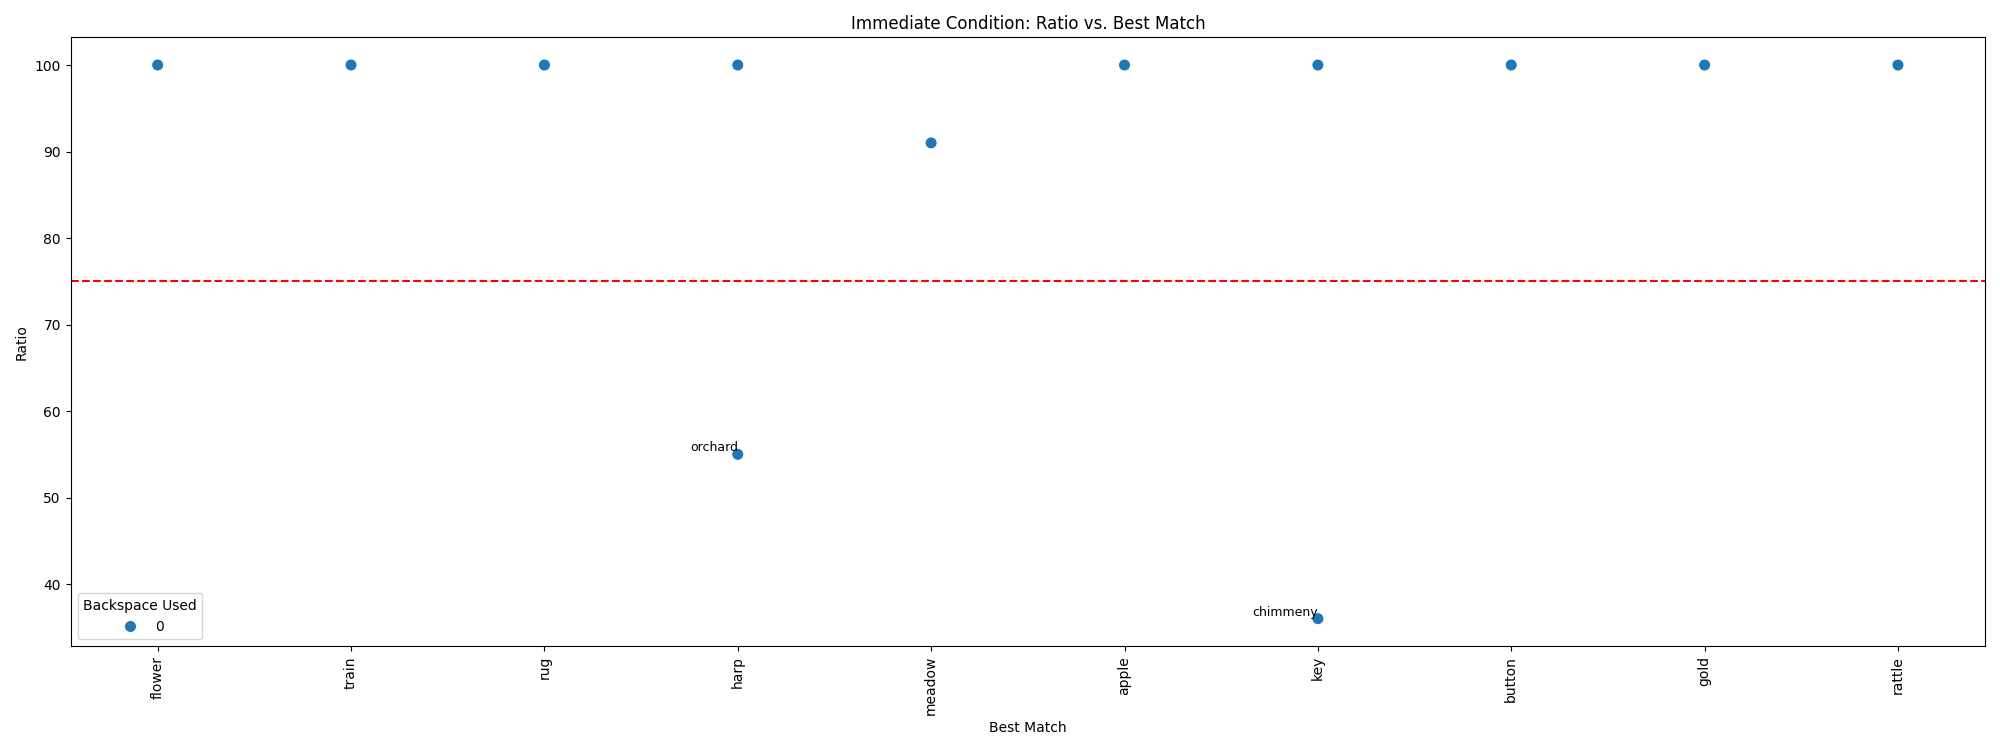 Immediate Condition: Ratio vs. Best Match
100
90
80
70
60
50
40
Ratio
orchard
chimmeny
Backspace Used
0
flower
train
rug
harp
meadow
apple
key
button
gold
rattle
Best Match